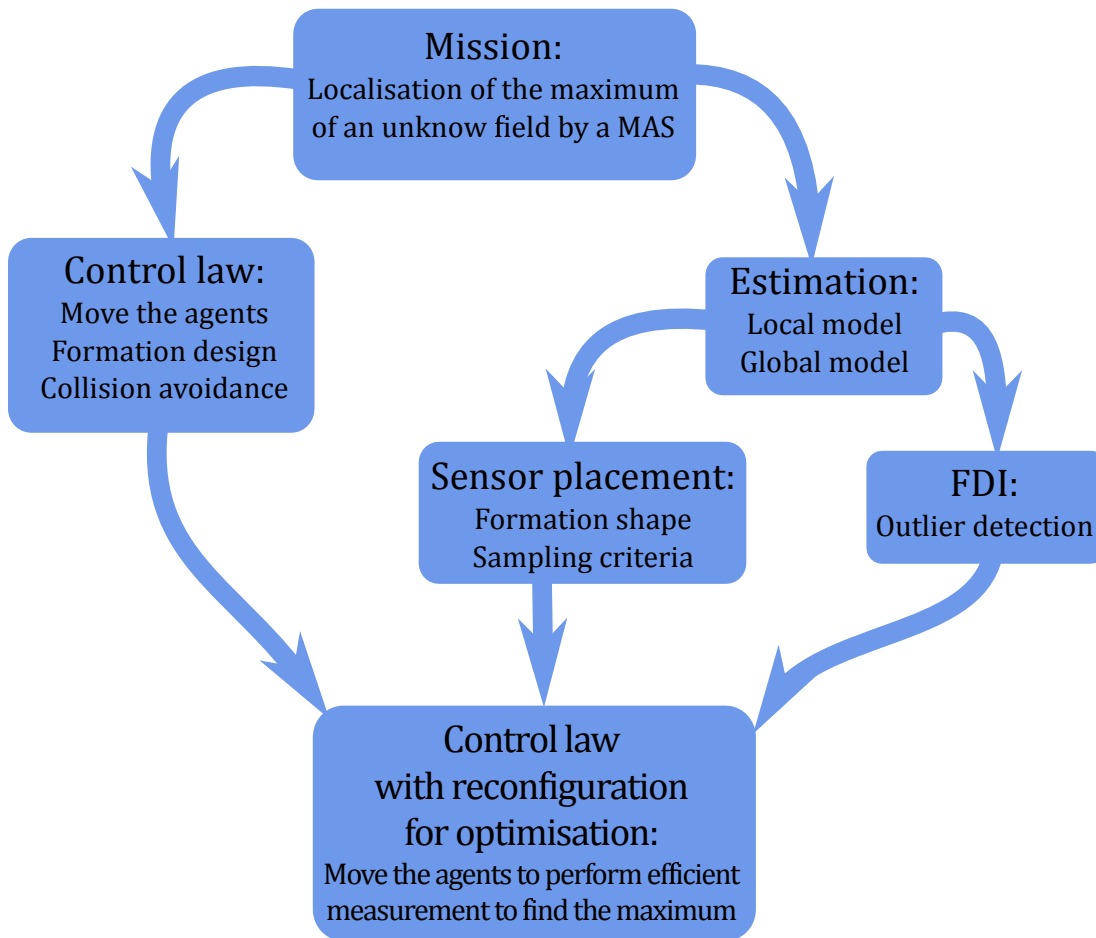 Mission:
Localisation of the maximum
of an unknow field by a MAS
Control law:
Move the agents
Formation design
Collision avoidance
Estimation:
Local model
Global model
Sensor placement:
Formation shape
Sampling criteria
FDI:
Outlier detection
Control law
with reconfiguration
for optimisation:
Move the agents to perform efficient
measurement to find the maximum